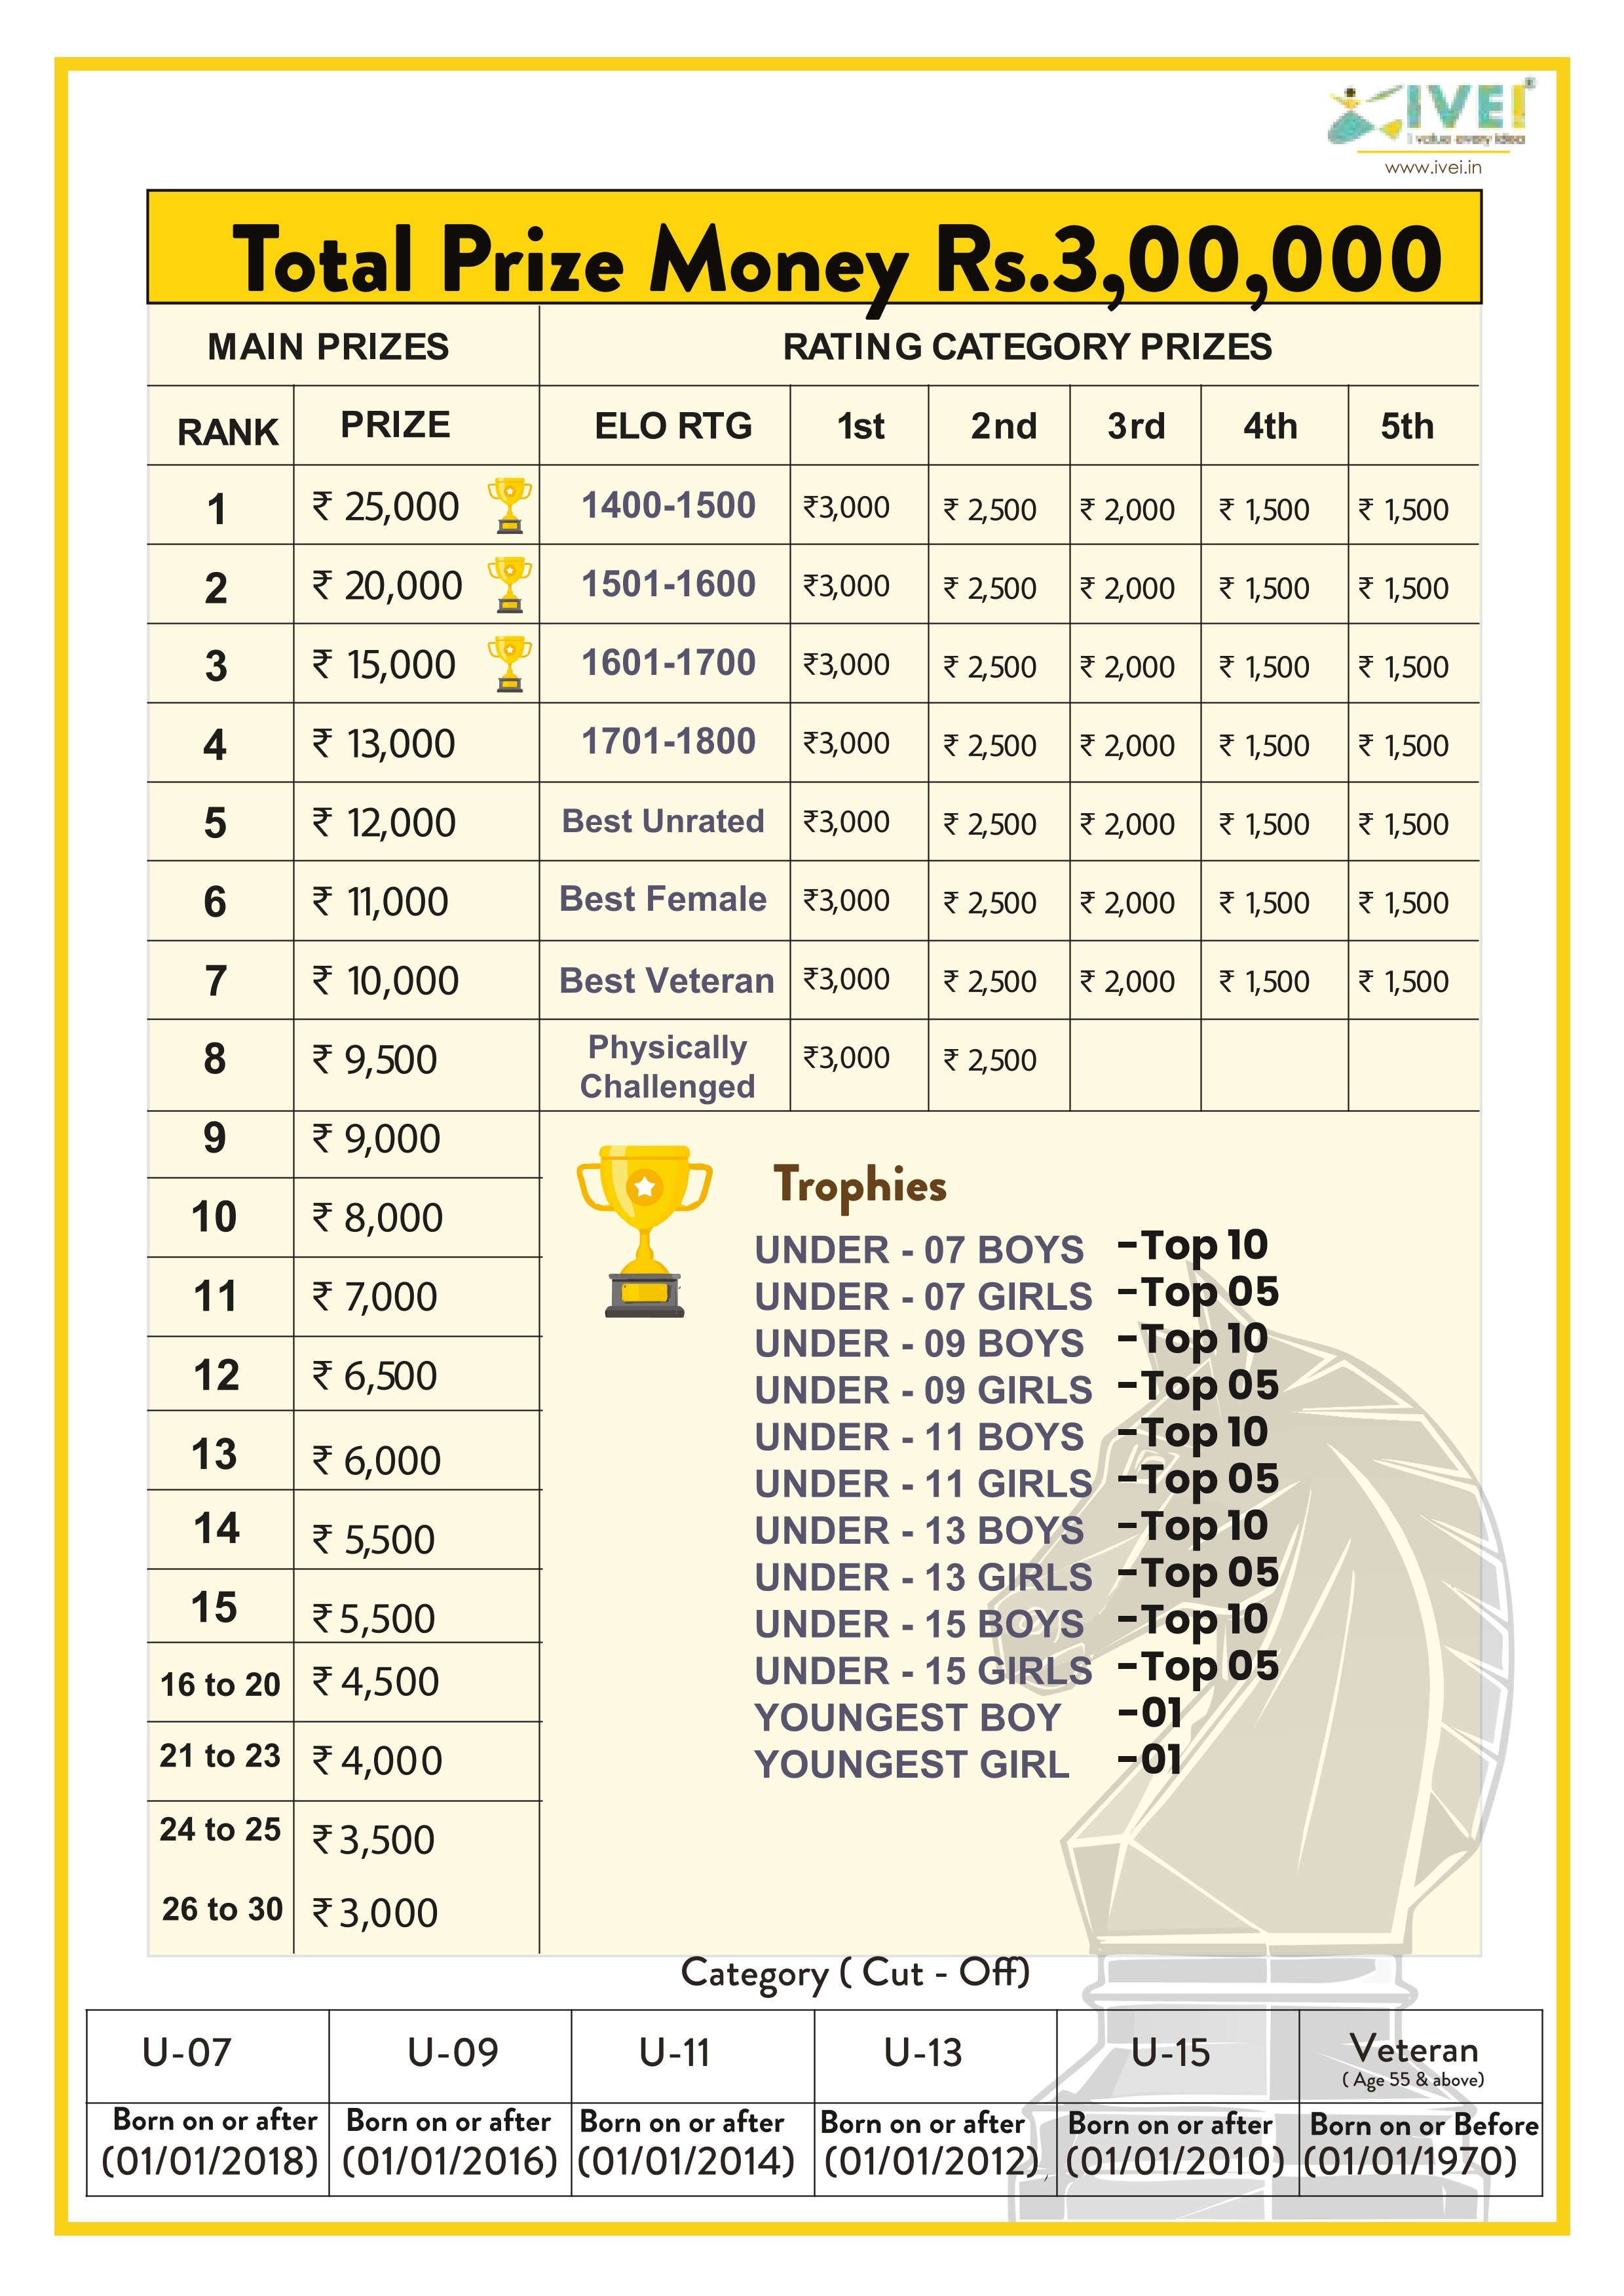 IVEI®
I value every idea
www.ivei.in
Total Prize Money Rs.3,00,000
MAIN PRIZES RATING CATEGORY PRIZES
RANK PRIZE ELO RTG 1st 2nd 3rd 4th 5th
1 ₹ 25,000 1400-1500 ₹3,000 ₹ 2,500 ₹ 2,000 ₹ 1,500 ₹ 1,500
2 ₹ 20,000 1501-1600 ₹3,000 ₹ 2,500 ₹ 2,000 ₹ 1,500 ₹ 1,500
3 ₹ 15,000 1601-1700 ₹3,000 ₹ 2,500 ₹ 2,000 ₹ 1,500 ₹ 1,500
4 ₹ 13,000 1701-1800 ₹3,000 ₹ 2,500 ₹ 2,000 ₹ 1,500 ₹ 1,500
5 ₹ 12,000 Best Unrated ₹3,000 ₹ 2,500 ₹ 2,000 ₹ 1,500 ₹ 1,500
6 ₹ 11,000 Best Female ₹3,000 ₹ 2,500 ₹ 2,000 ₹ 1,500 ₹ 1,500
7 ₹ 10,000 Best Veteran ₹3,000 ₹ 2,500 ₹ 2,000 ₹ 1,500 ₹ 1,500
8 ₹ 9,500 Physically Challenged ₹3,000 ₹ 2,500
9 ₹ 9,000
10 ₹ 8,000
11 ₹ 7,000
12 ₹ 6,500
13 ₹ 6,000
14 ₹ 5,500
15 ₹ 5,500
16 to 20 ₹ 4,500
21 to 23 ₹ 4,000
24 to 25 ₹ 3,500
26 to 30 ₹ 3,000
Trophies
UNDER - 07 BOYS -Top 10
UNDER - 07 GIRLS -Top 05
UNDER - 09 BOYS -Top 10
UNDER - 09 GIRLS -Top 05
UNDER - 11 BOYS -Top 10
UNDER - 11 GIRLS -Top 05
UNDER - 13 BOYS -Top 10
UNDER - 13 GIRLS -Top 05
UNDER - 15 BOYS -Top 10
UNDER - 15 GIRLS -Top 05
YOUNGEST BOY -01
YOUNGEST GIRL -01
Category ( Cut - Off)
U-07 U-09 U-11 U-13 U-15 Veteran
( Age 55 & above)
Born on or after Born on or after Born on or after Born on or after Born on or after Born on or Before
(01/01/2018) (01/01/2016) (01/01/2014) (01/01/2012) (01/01/2010) (01/01/1970)